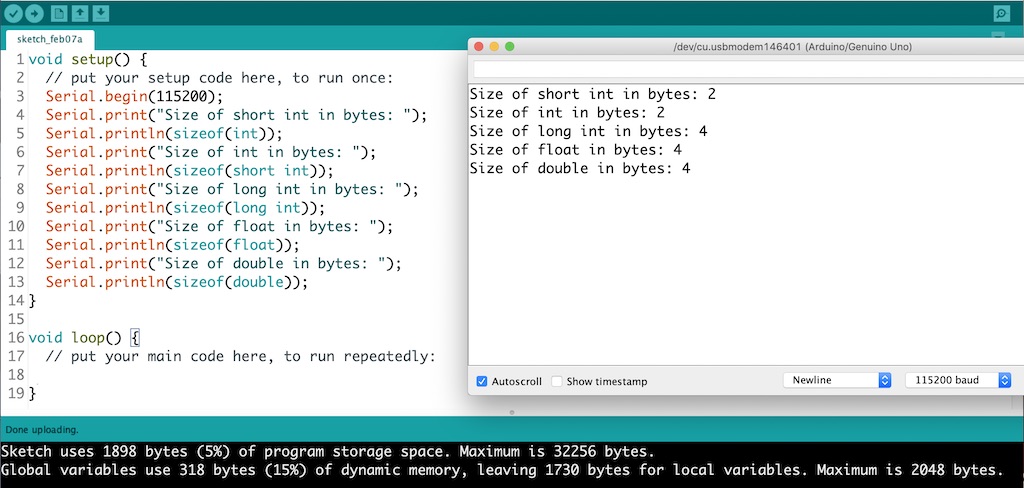 sketch_feb07a
1 void setup() {
2 // put your setup code here, to run once:
3 Serial.begin(115200);
4 Serial.print("Size of short int in bytes: ");
5 Serial.println(sizeof(int));
6 Serial.print("Size of int in bytes: ");
7 Serial.println(sizeof(short int));
8 Serial.print("Size of long int in bytes: ");
9 Serial.println(sizeof(long int));
10 Serial.print("Size of float in bytes: ");
11 Serial.println(sizeof(float));
12 Serial.print("Size of double in bytes: ");
13 Serial.println(sizeof(double));
14 }
15
16 void loop() {
17 // put your main code here, to run repeatedly:
18
19 }
/dev/cu.usbmodem146401 (Arduino/Genuino Uno)
Size of short int in bytes: 2
Size of int in bytes: 2
Size of long int in bytes: 4
Size of float in bytes: 4
Size of double in bytes: 4
Autoscroll Show timestamp Newline 115200 baud
Done uploading.
Sketch uses 1898 bytes (5%) of program storage space. Maximum is 32256 bytes.
Global variables use 318 bytes (15%) of dynamic memory, leaving 1730 bytes for local variables. Maximum is 2048 bytes.